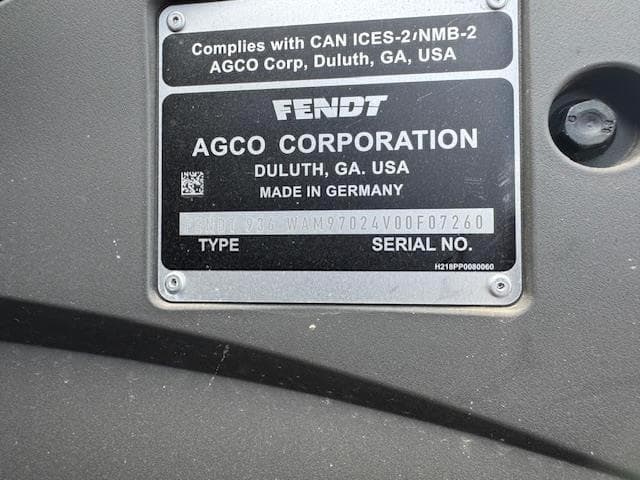 Complies with CAN ICES-2/NMB-2
AGCO Corp, Duluth, GA, USA
FENDT
AGCO CORPORATION
DULUTH, GA. USA
MADE IN GERMANY
936 WAM97024V00F07260
TYPE SERIAL NO.
H218PP0080060